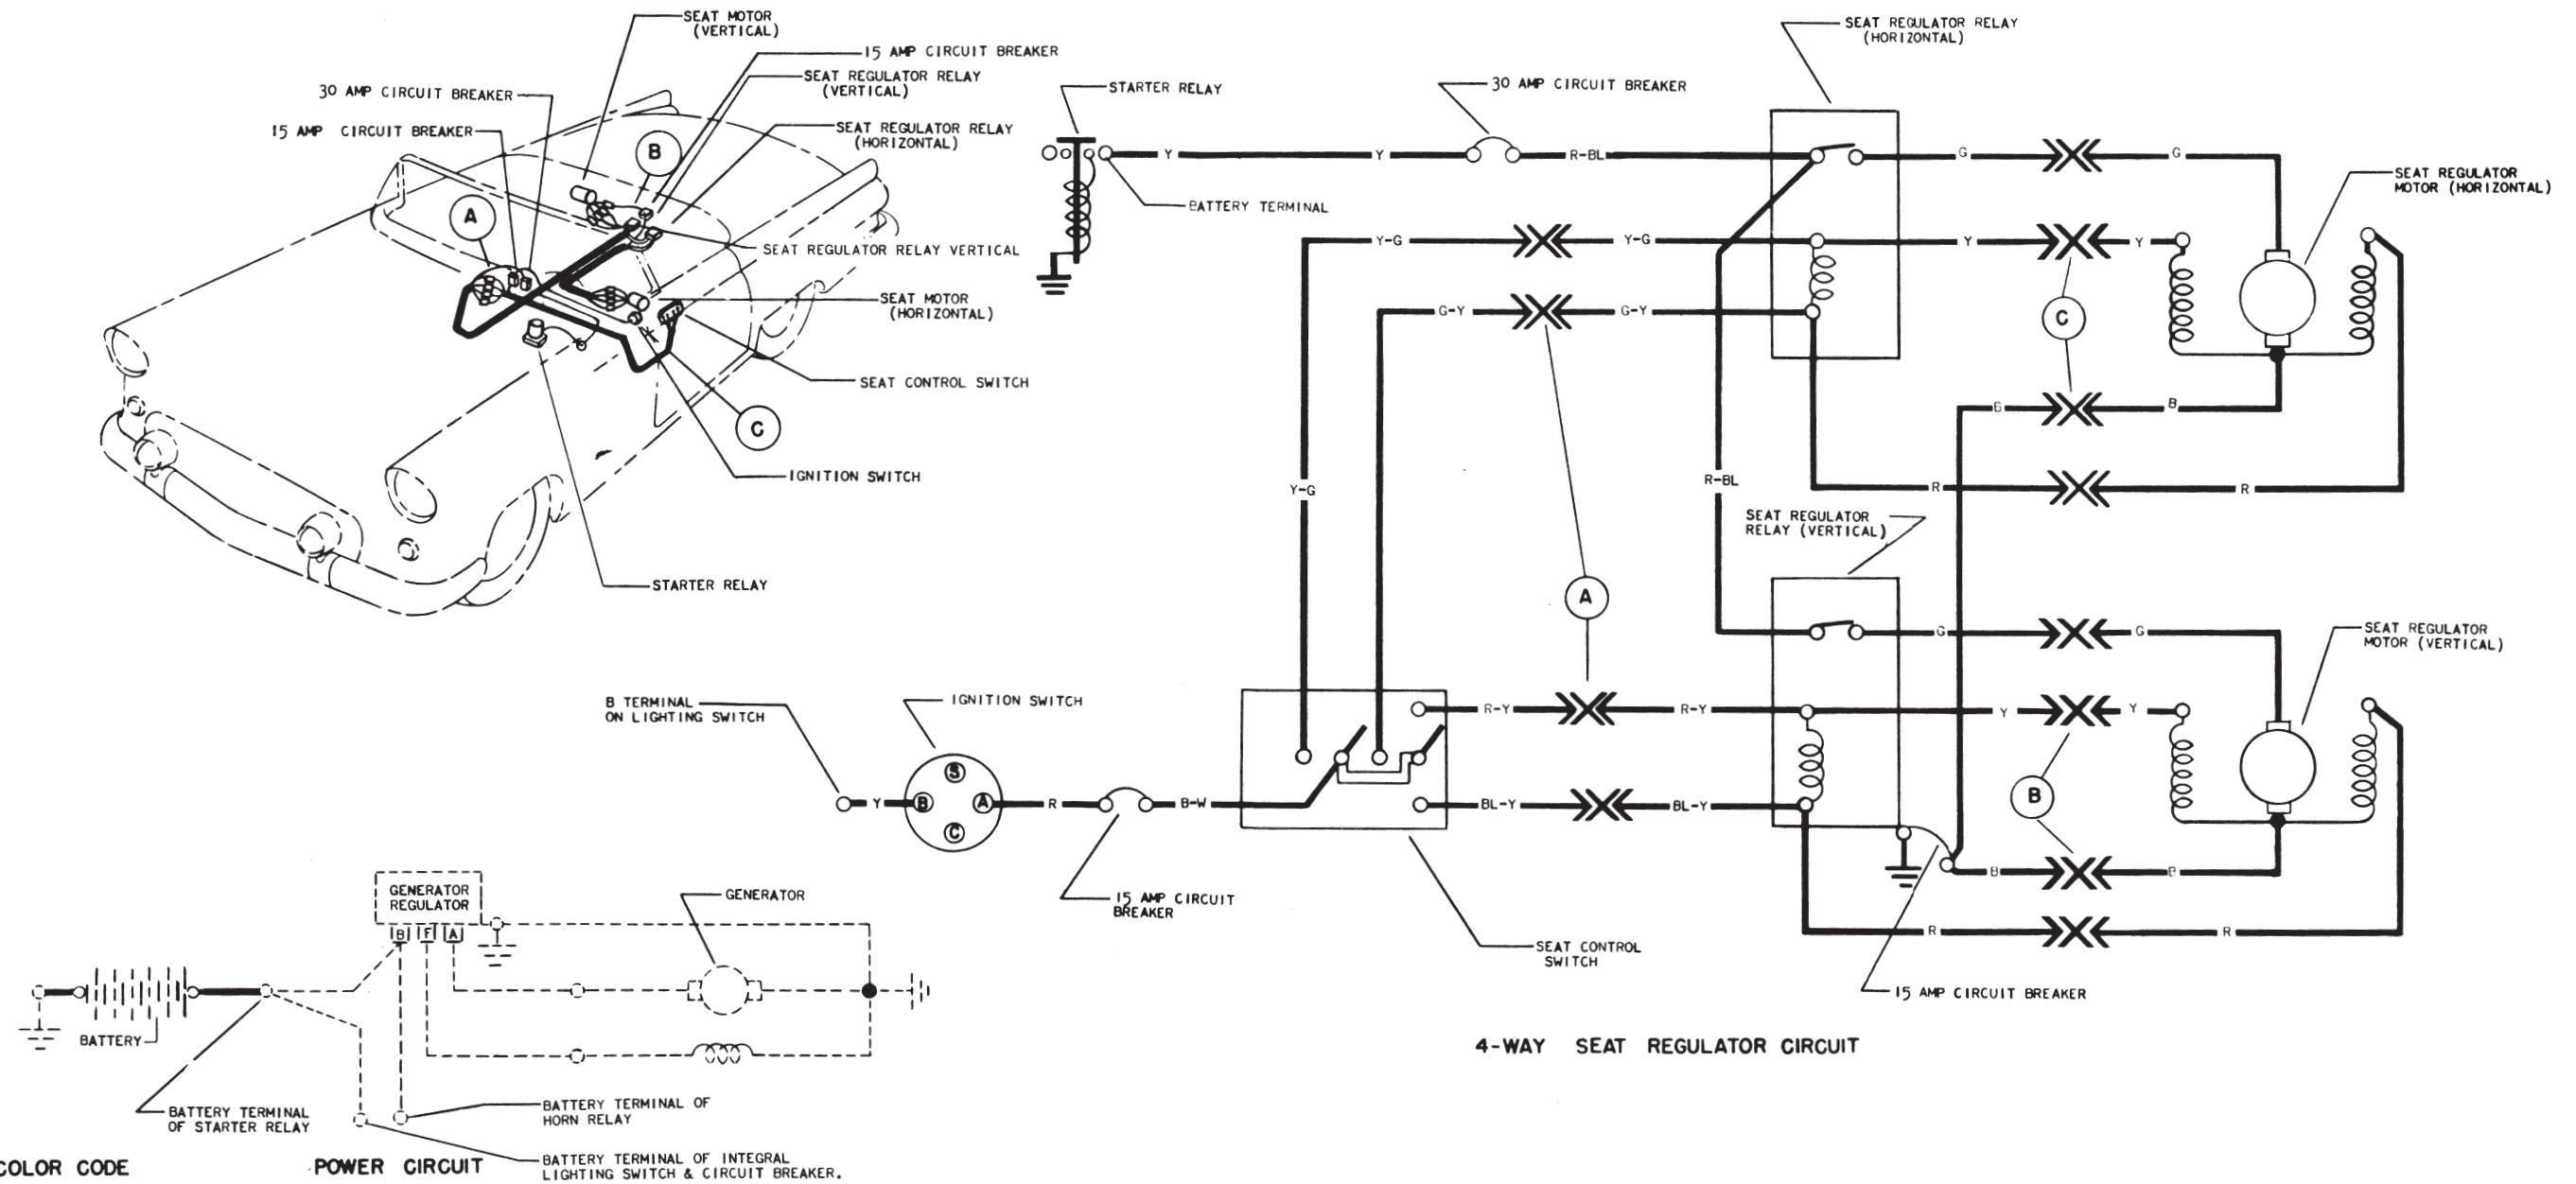 SEAT MOTOR
(VERTICAL)
15 AMP CIRCUIT BREAKER
SEAT REGULATOR RELAY
(VERTICAL)
30 AMP CIRCUIT BREAKER
15 AMP CIRCUIT BREAKER
SEAT REGULATOR RELAY
(HORIZONTAL)
B
A
SEAT REGULATOR RELAY VERTICAL
SEAT MOTOR
(HORIZONTAL)
SEAT CONTROL SWITCH
C
IGNITION SWITCH
STARTER RELAY
STARTER RELAY
30 AMP CIRCUIT BREAKER
SEAT REGULATOR RELAY
(HORIZONTAL)
Y
Y
R-BL
G
G
BATTERY TERMINAL
SEAT REGULATOR
MOTOR (HORIZONTAL)
Y-G
Y-G
Y
Y
G-Y
G-Y
C
B
B
Y-G
R-BL
R
R
SEAT REGULATOR
RELAY (VERTICAL)
A
G
G
SEAT REGULATOR
MOTOR (VERTICAL)
B TERMINAL
ON LIGHTING SWITCH
IGNITION SWITCH
R-Y
R-Y
Y
Y
S
Y
B
A
C
R
B-W
BL-Y
BL-Y
B
B
B
15 AMP CIRCUIT
BREAKER
SEAT CONTROL
SWITCH
R
R
15 AMP CIRCUIT BREAKER
4-WAY SEAT REGULATOR CIRCUIT
GENERATOR
REGULATOR
B
F
A
GENERATOR
BATTERY
BATTERY TERMINAL
OF STARTER RELAY
BATTERY TERMINAL OF
HORN RELAY
BATTERY TERMINAL OF INTEGRAL
LIGHTING SWITCH & CIRCUIT BREAKER.
COLOR CODE
POWER CIRCUIT